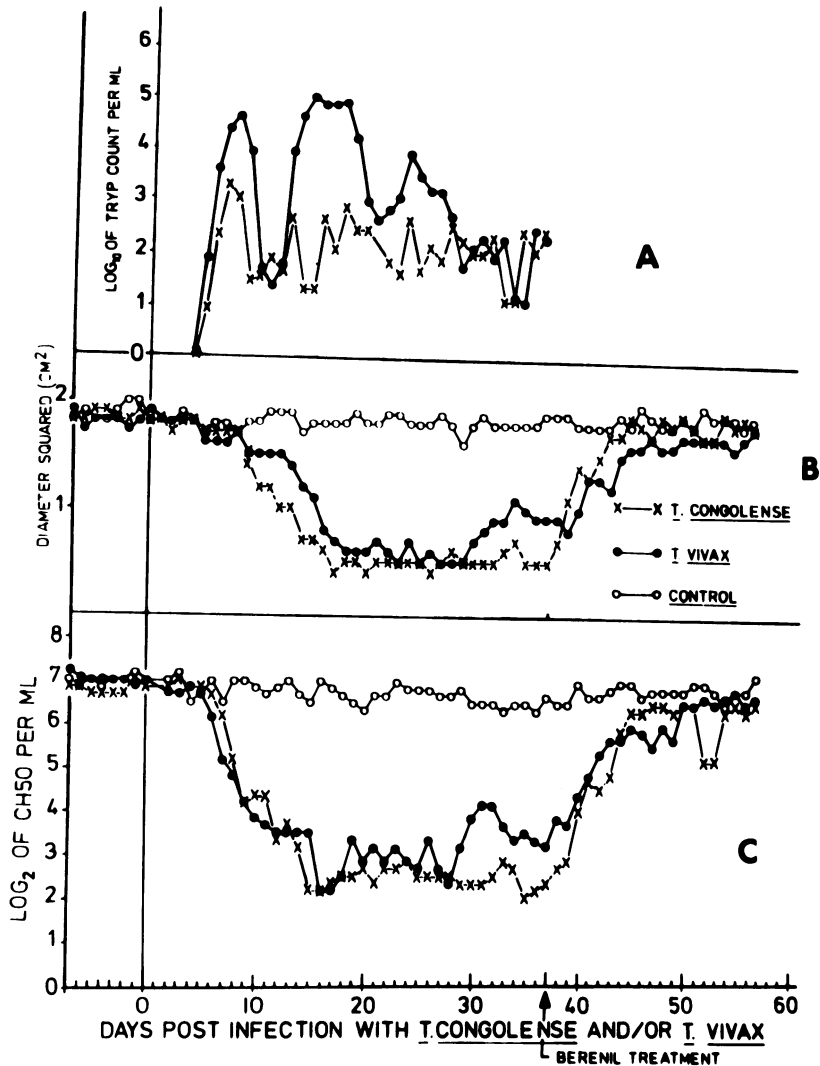 6
5
4
3
2
1
0
LOG10 OF TRYP COUNT PER ML
A
2
1
DIAMETER SQUARED (CM2)
B
T. CONGOLENSE
T VIVAX
CONTROL
8
7
6
5
4
3
2
1
0
LOG2 OF CH50 PER ML
C
0 10 20 30 40 50 60
DAYS POST INFECTION WITH T.CONGOLENSE AND/OR T. VIVAX
BERENIL TREATMENT